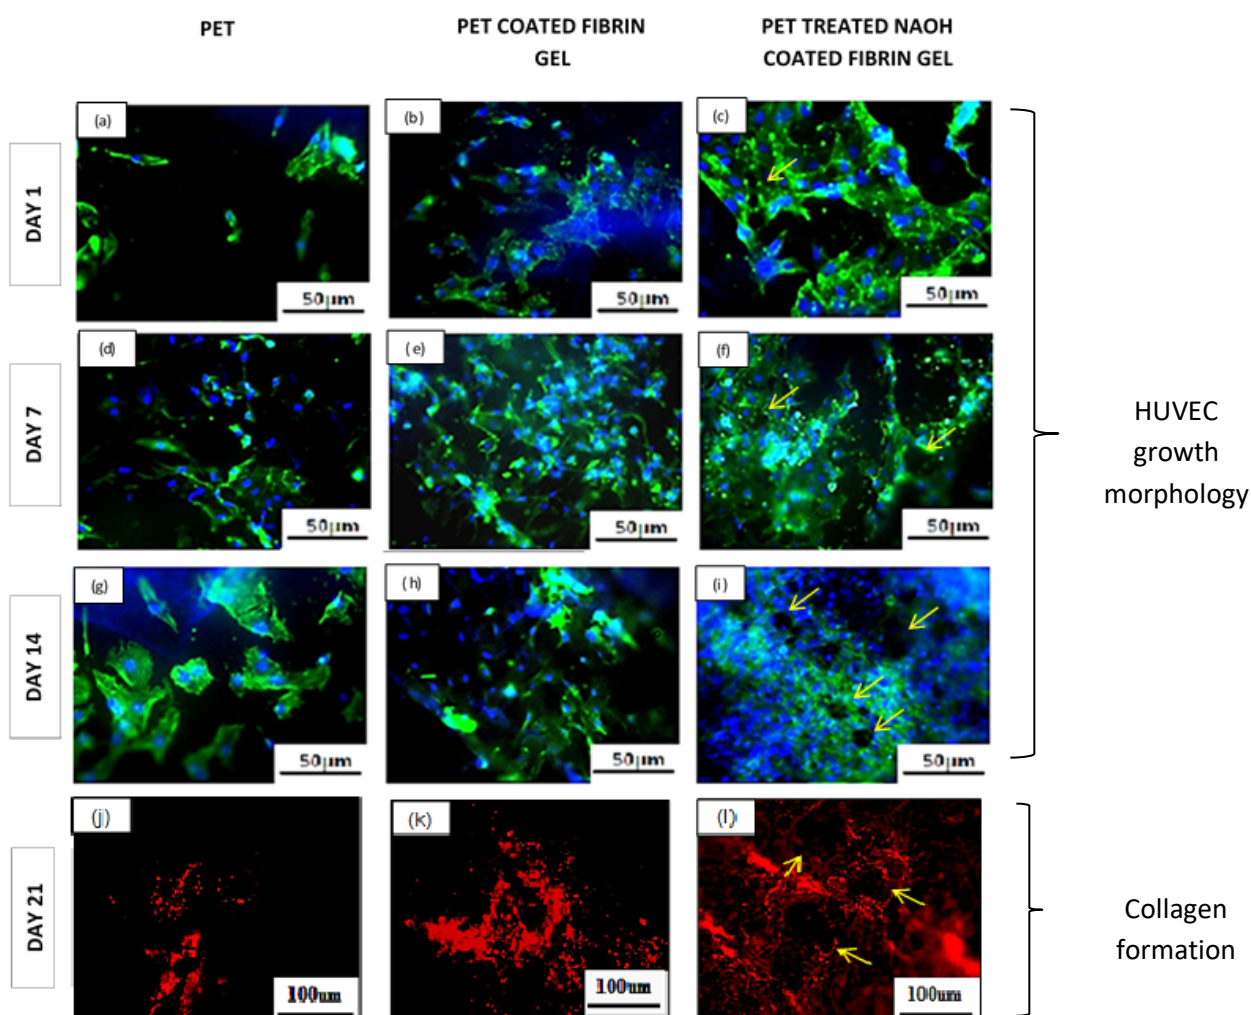 PET
PET COATED FIBRIN
GEL
PET TREATED NAOH
COATED FIBRIN GEL
DAY 1
(a)
50µm
(b)
50µm
(c)
50µm
DAY 7
(d)
50µm
(e)
50µm
(f)
50µm
HUVEC
growth
morphology
DAY 14
(g)
50µm
(h)
50µm
(i)
50µm
DAY 21
(j)
100um
(k)
100um
(l)
100um
Collagen
formation